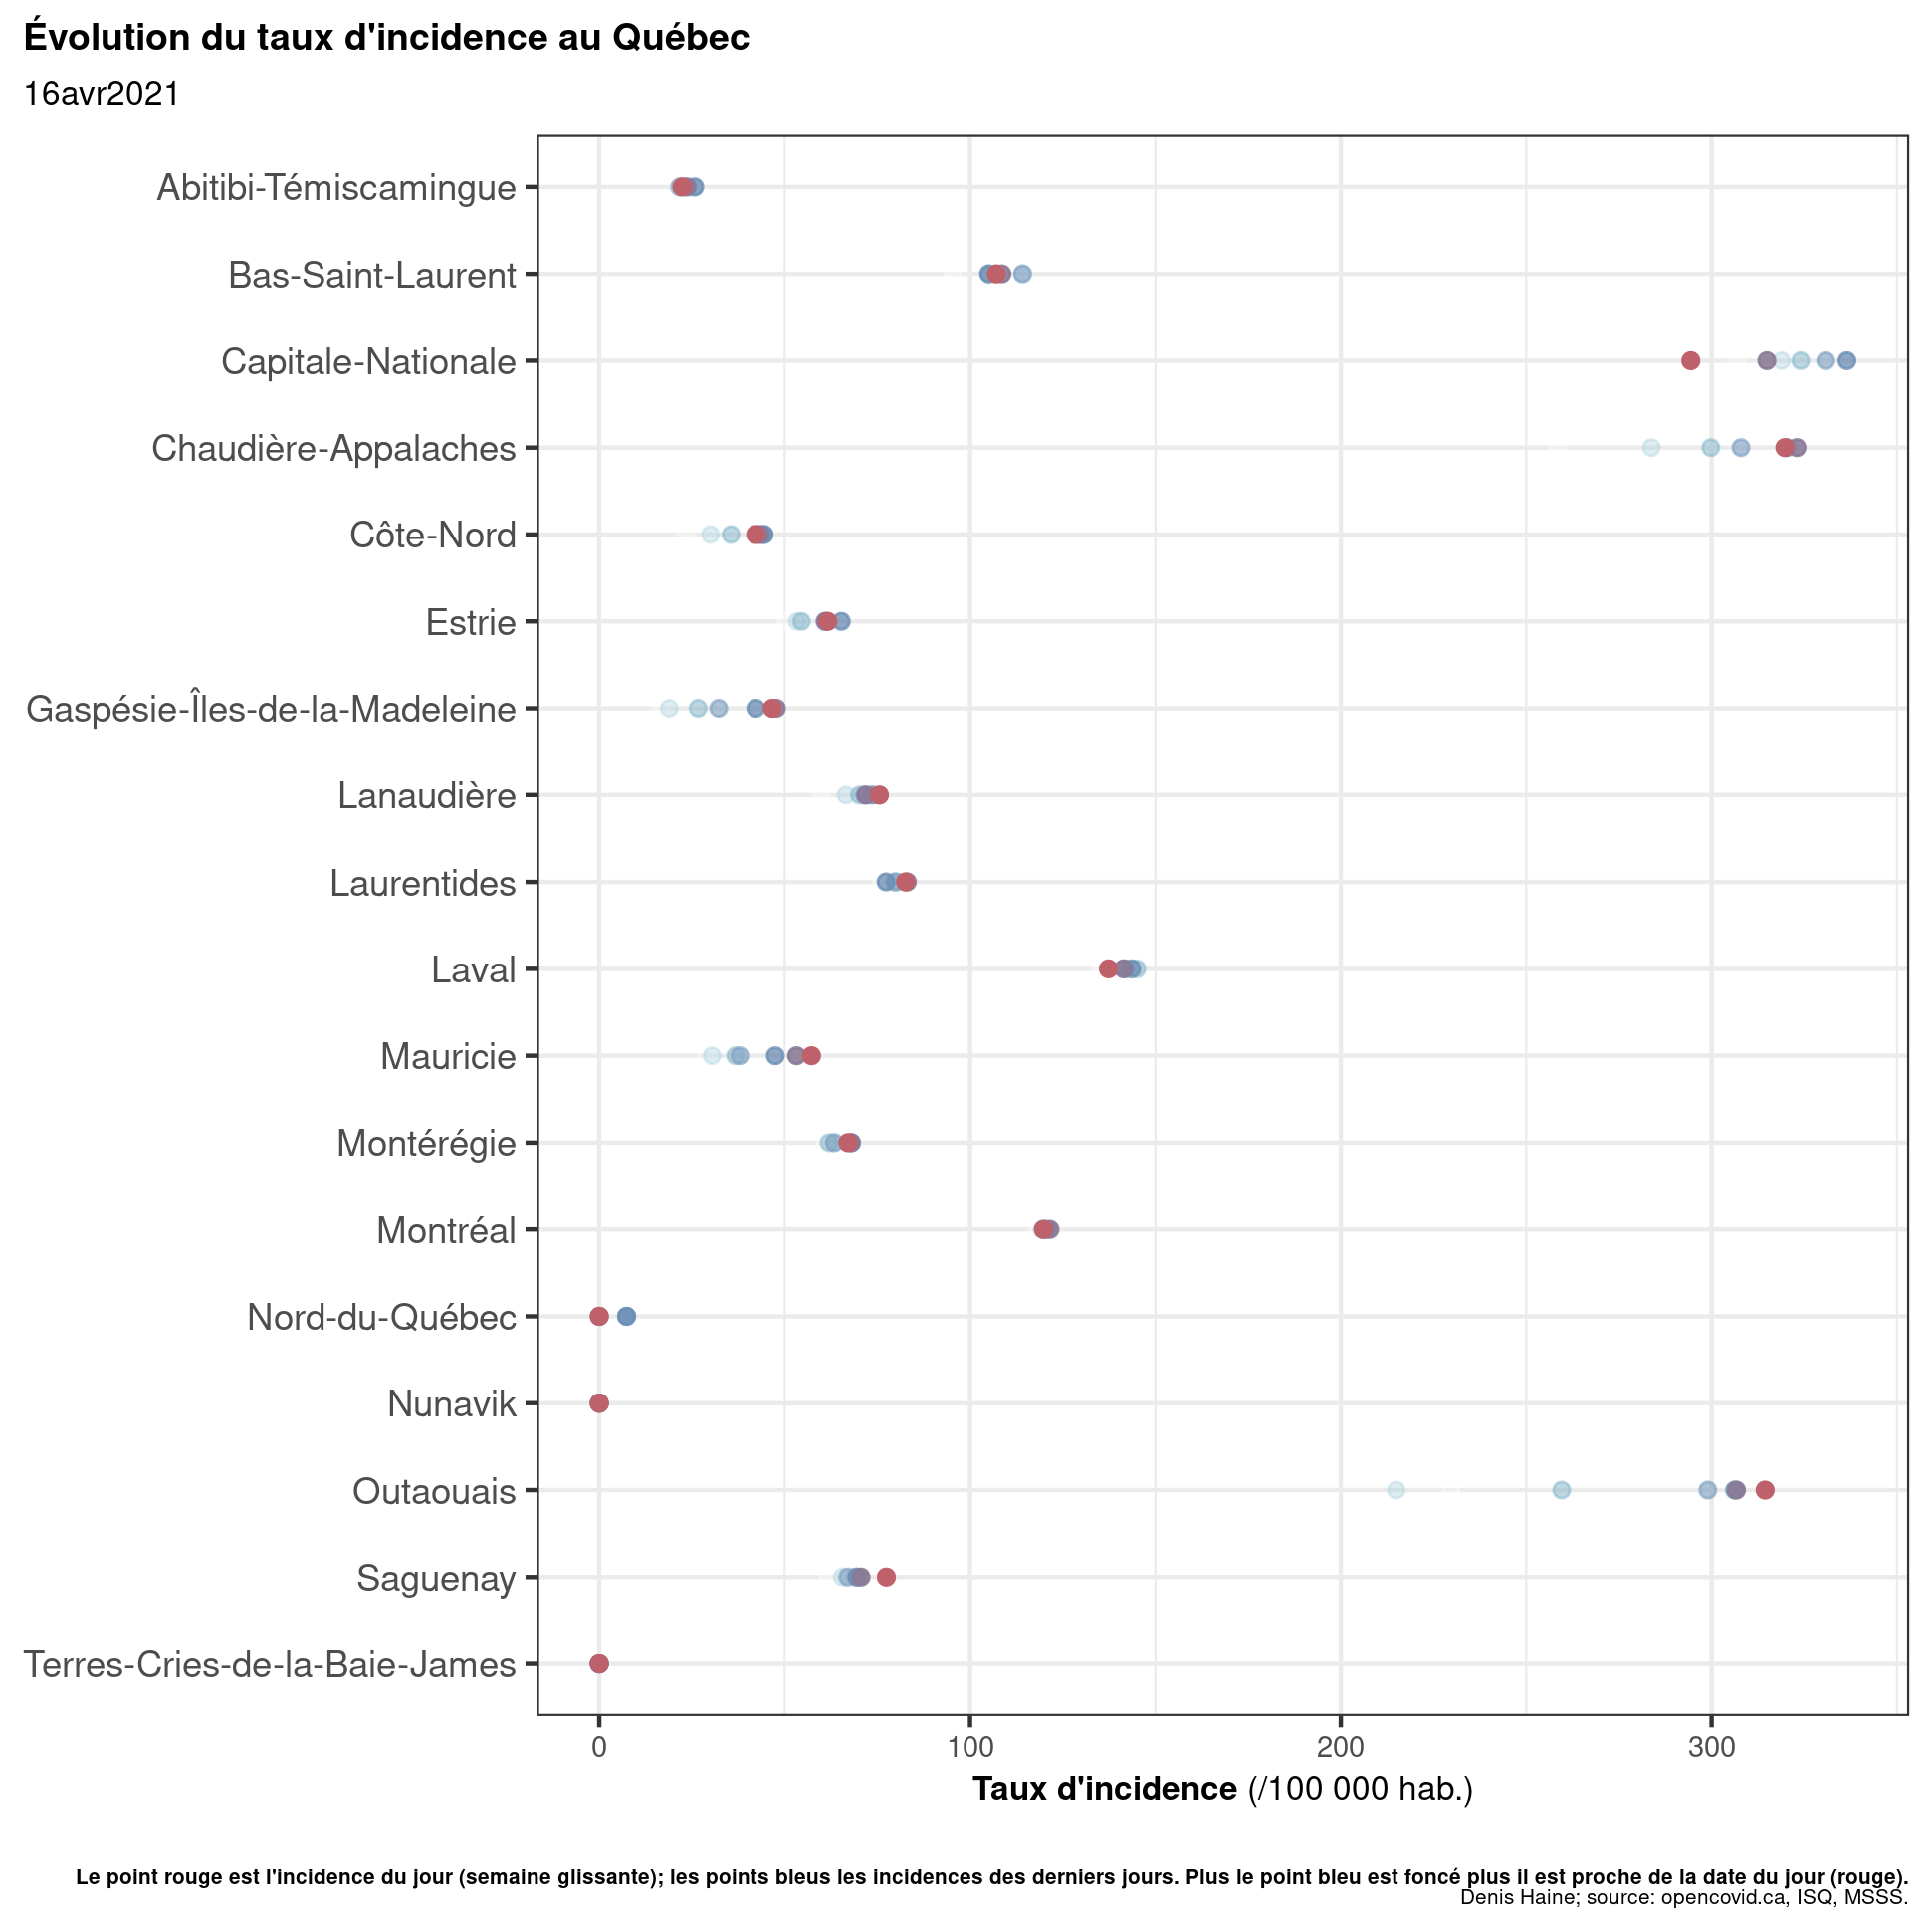 Évolution du taux d'incidence au Québec
16avr2021
Abitibi-Témiscamingue
Bas-Saint-Laurent
Capitale-Nationale
Chaudière-Appalaches
Côte-Nord
Estrie
Gaspésie-Îles-de-la-Madeleine
Lanaudière
Laurentides
Laval
Mauricie
Montérégie
Montréal
Nord-du-Québec
Nunavik
Outaouais
Saguenay
Terres-Cries-de-la-Baie-James
0 100 200 300
Taux d'incidence (/100 000 hab.)
Le point rouge est l'incidence du jour (semaine glissante); les points bleus les incidences des derniers jours. Plus le point bleu est foncé plus il est proche de la date du jour (rouge).
Denis Haine; source: opencovid.ca, ISQ, MSSS.